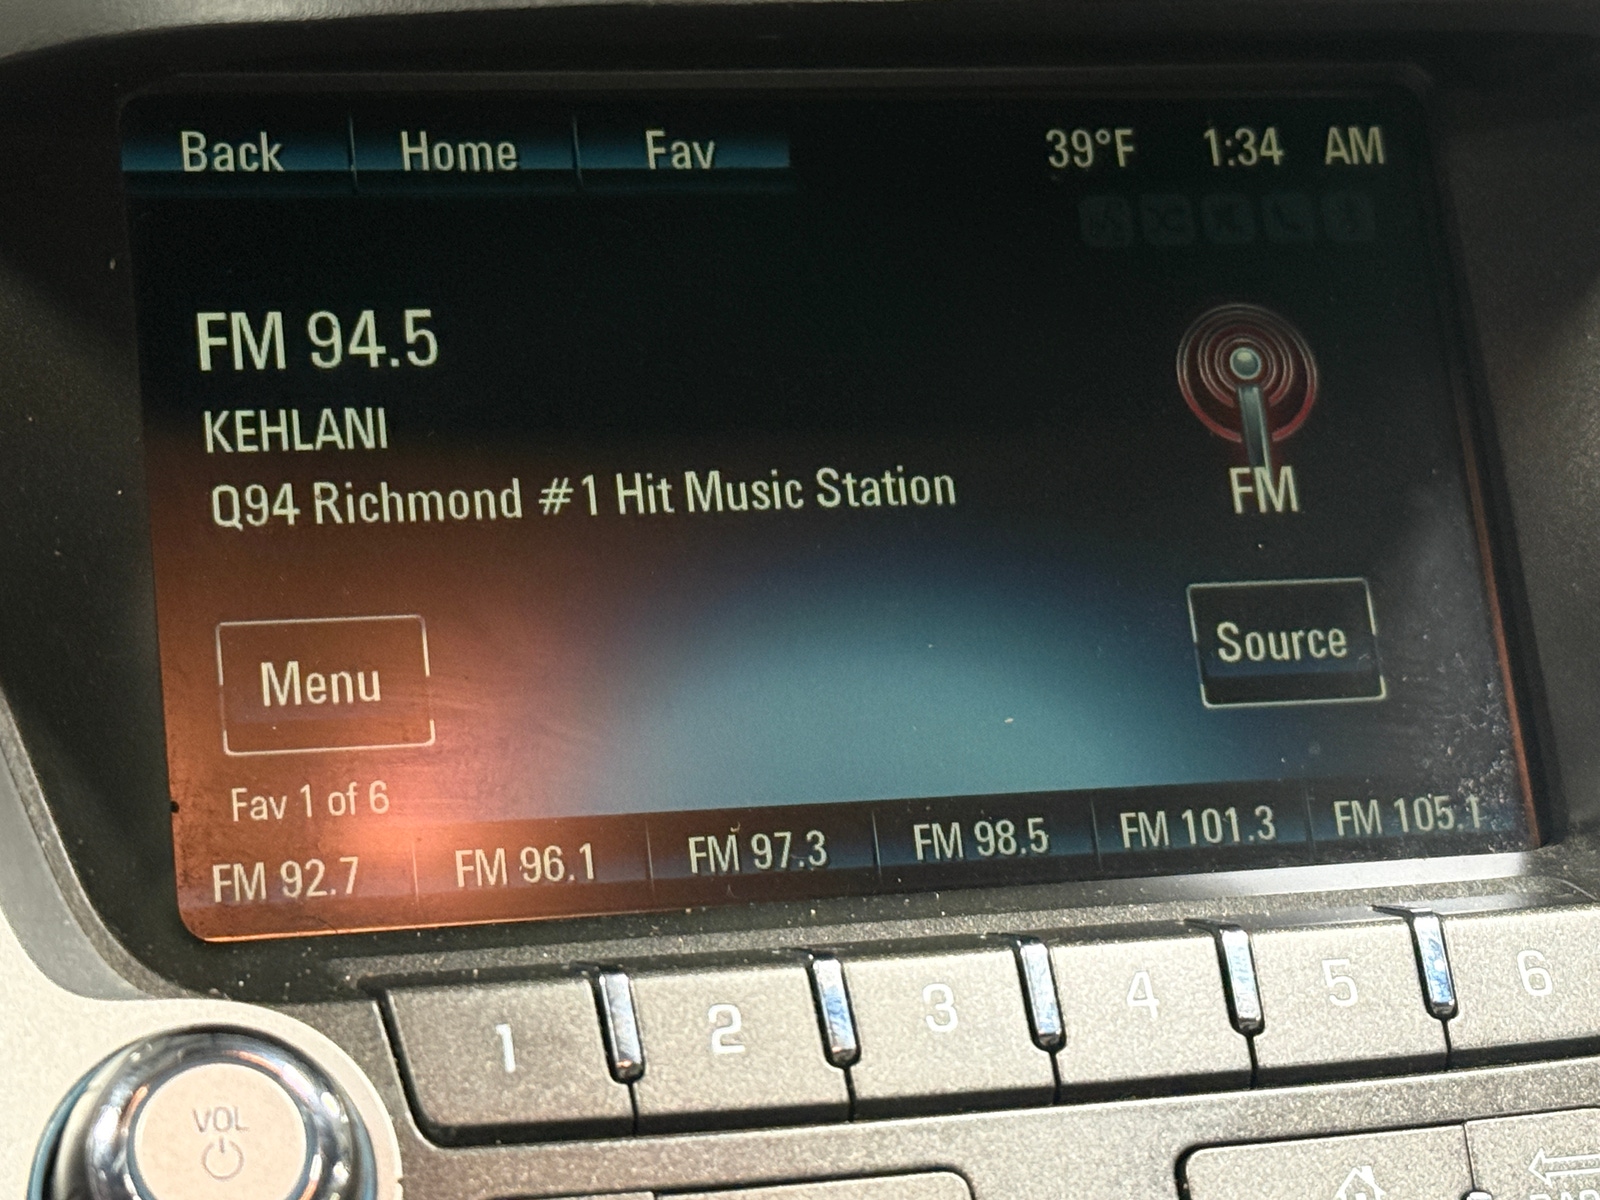 Back Home Fav 39°F 1:34 AM
FM 94.5
KEHLANI
Q94 Richmond #1 Hit Music Station
FM
Menu
Source
Fav 1 of 6
FM 92.7 FM 96.1 FM 97.3 FM 98.5 FM 101.3 FM 105.1
1 2 3 4 5 6
VOL